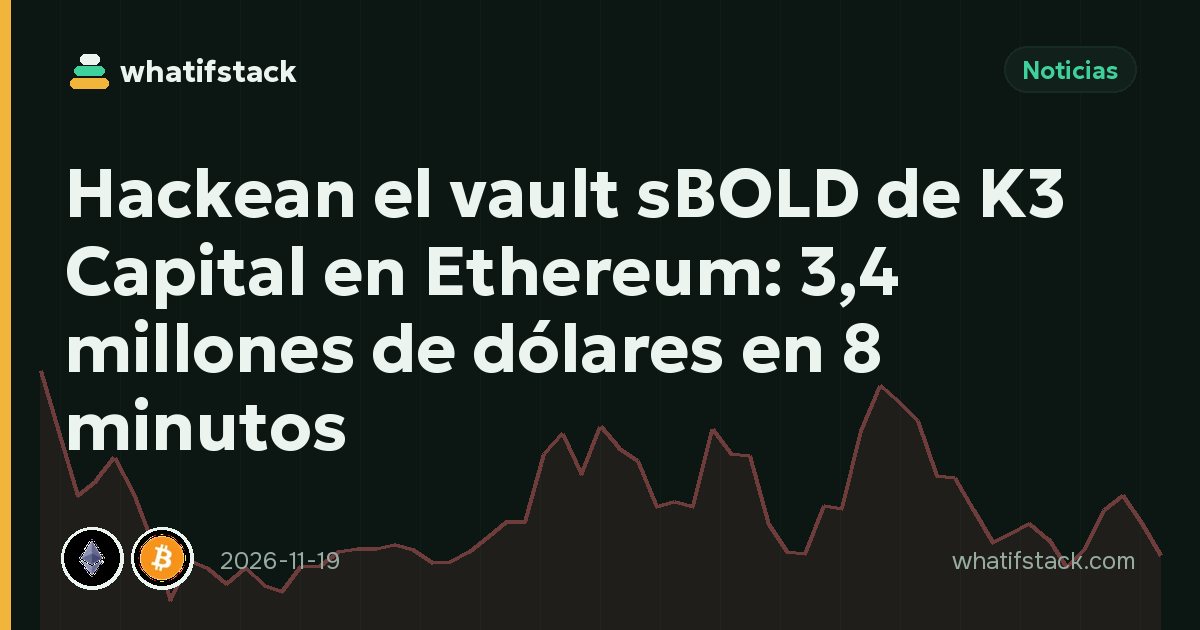 whatifstack
Noticias
Hackean el vault sBOLD de K3
Capital en Ethereum: 3,4
millones de dólares en 8
minutos
2026-11-19
whatifstack.com